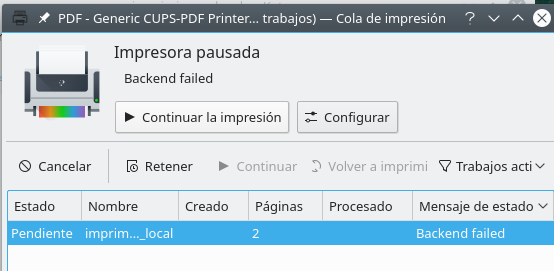 PDF - Generic CUPS-PDF Printer... trabajos) — Cola de impresión
Impresora pausada
Backend failed
Continuar la impresión Configurar
Cancelar Retener Continuar Volver a imprimi Trabajos acti
Estado Nombre Creado Páginas Procesado Mensaje de estado
Pendiente imprim..._local 2 Backend failed